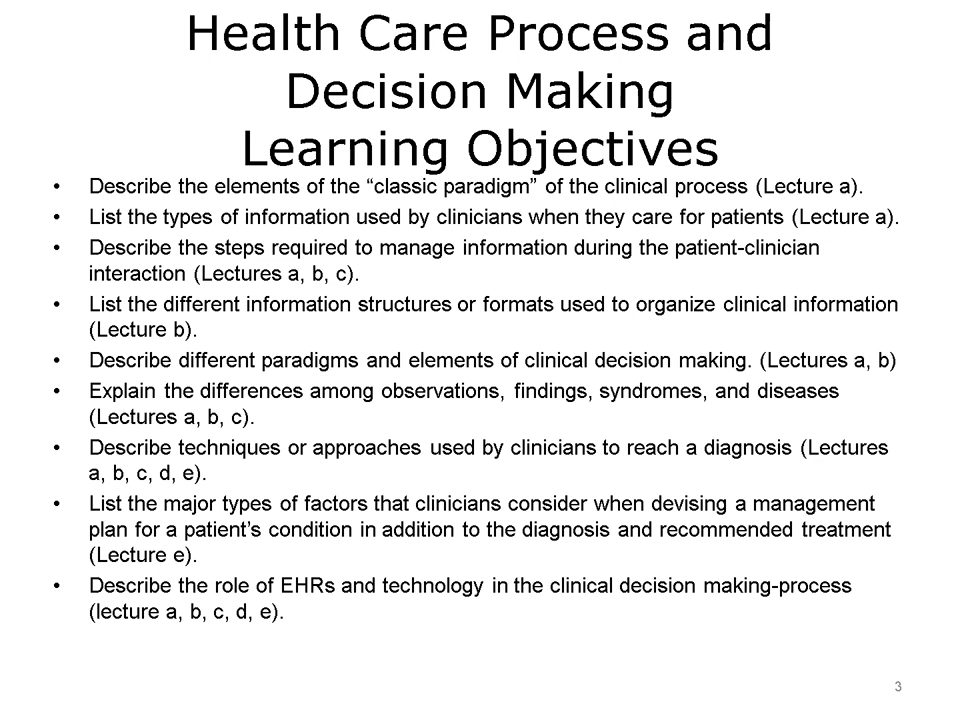 Health Care Process and
Decision Making
Learning Objectives
• Describe the elements of the “classic paradigm” of the clinical process (Lecture a).
• List the types of information used by clinicians when they care for patients (Lecture a).
• Describe the steps required to manage information during the patient-clinician
interaction (Lectures a, b, c).
• List the different information structures or formats used to organize clinical information
(Lecture b).
• Describe different paradigms and elements of clinical decision making. (Lectures a, b)
• Explain the differences among observations, findings, syndromes, and diseases
(Lectures a, b, c).
• Describe techniques or approaches used by clinicians to reach a diagnosis (Lectures
a, b, c, d, e).
• List the major types of factors that clinicians consider when devising a management
plan for a patient’s condition in addition to the diagnosis and recommended treatment
(Lecture e).
• Describe the role of EHRs and technology in the clinical decision making-process
(lecture a, b, c, d, e).
3